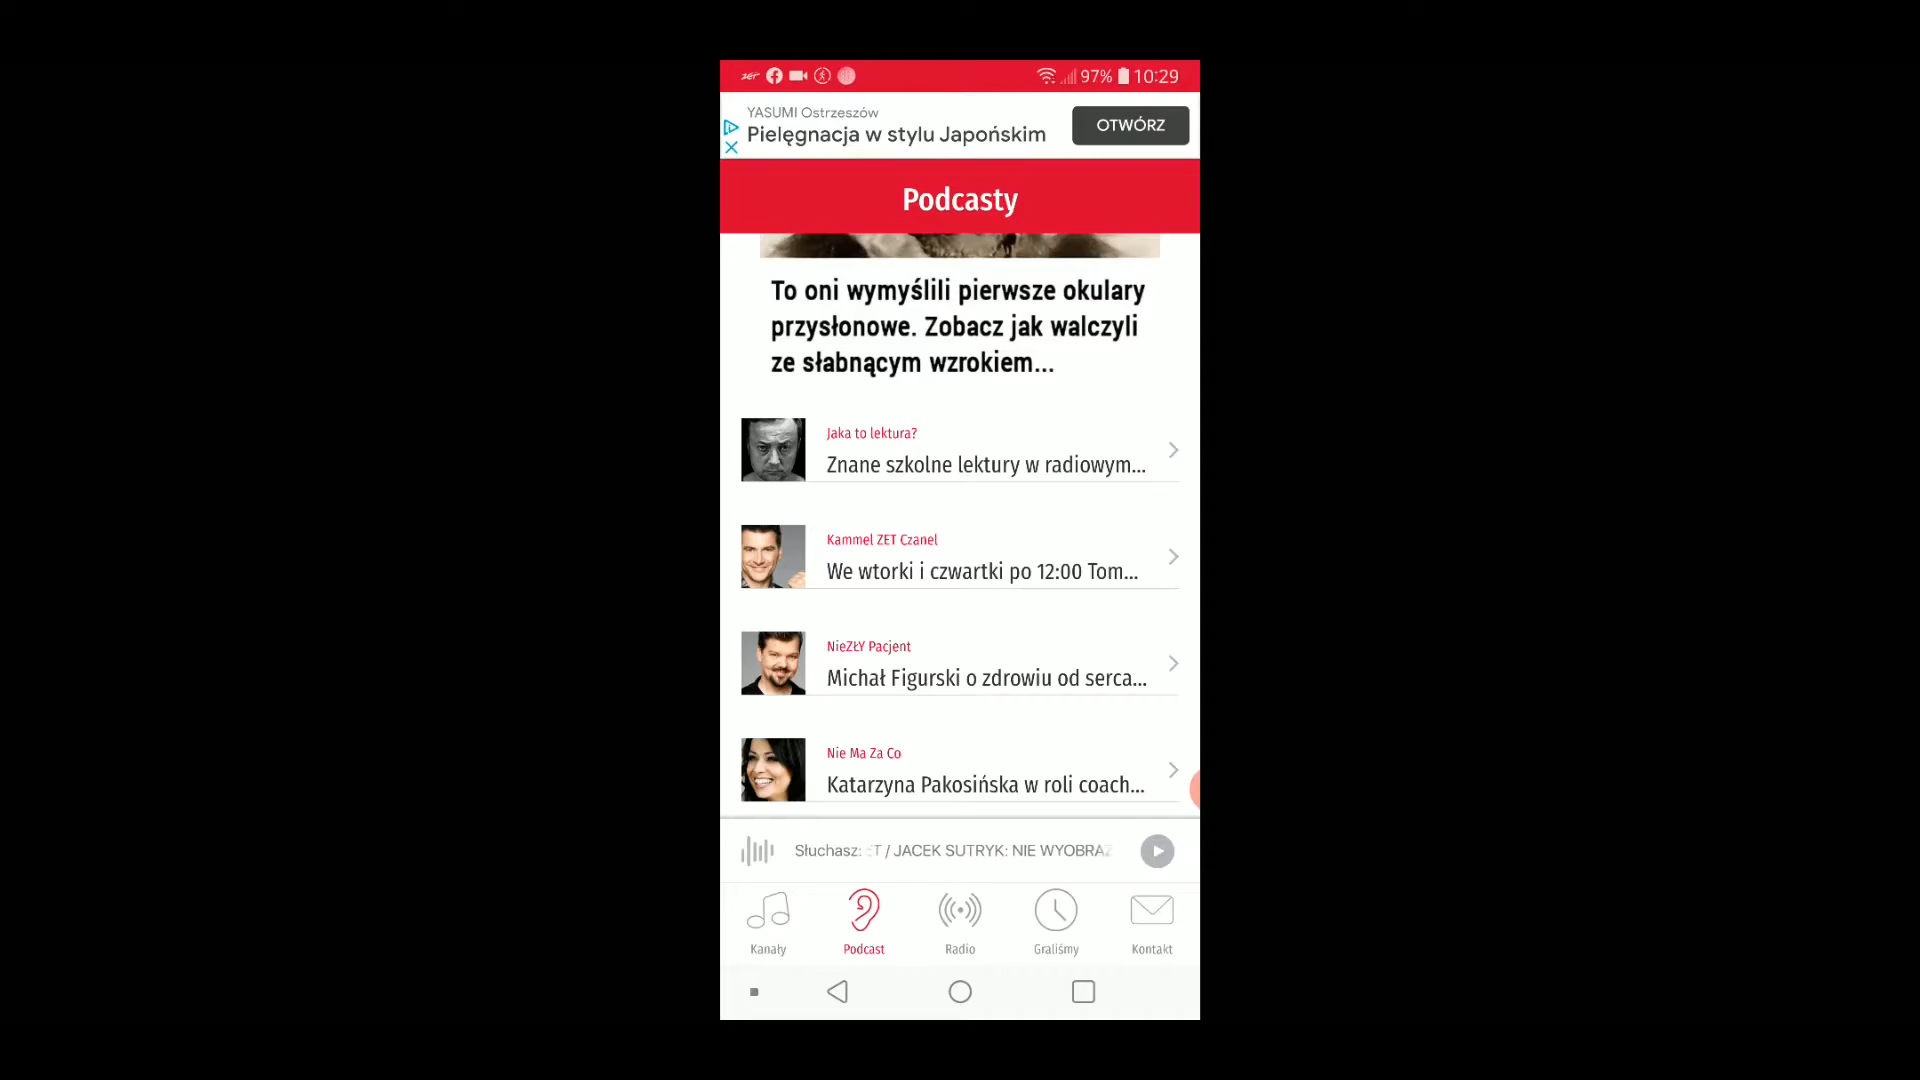 ZET 97% 10:29
YASUMI Ostrzeszów
Pielęgnacja w stylu Japońskim
OTWÓRZ
Podcasty
To oni wymyślili pierwsze okulary
przysłonowe. Zobacz jak walczyli
ze słabnącym wzrokiem...
Jaka to lektura?
Znane szkolne lektury w radiowym...
Kammel ZET Czanel
We wtorki i czwartki po 12:00 Tom...
NieZŁY Pacjent
Michał Figurski o zdrowiu od serca...
Nie Ma Za Co
Katarzyna Pakosińska w roli coach...
Słuchasz: T / JACEK SUTRYK: NIE WYOBRAZ
Kanały
Podcast
Radio
Graliśmy
Kontakt